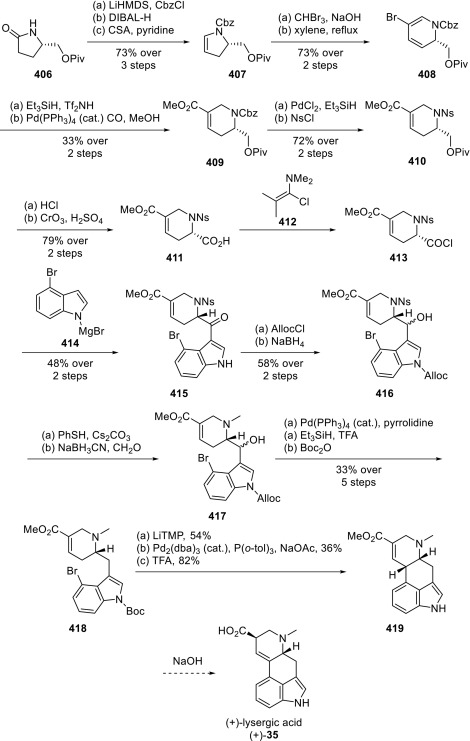 (a) LiHMDS, CbzCl
(b) DIBAL-H
(c) CSA, pyridine
73% over
3 steps
(a) CHBr3, NaOH
(b) xylene, reflux
73% over
2 steps
O
N
H
OPiv
406
NCbz
OPiv
407
Br
NCbz
OPiv
408
(a) Et3SiH, Tf2NH
(b) Pd(PPh3)4 (cat.) CO, MeOH
33% over
2 steps
MeO2C
NCbz
OPiv
409
(a) PdCl2, Et3SiH
(b) NsCl
72% over
2 steps
MeO2C
NNs
OPiv
410
(a) HCl
(b) CrO3, H2SO4
79% over
2 steps
MeO2C
NNs
CO2H
411
NMe2
Cl
412
MeO2C
NNs
COCl
413
Br
N
MgBr
414
48% over
2 steps
MeO2C
NNs
H
O
Br
NH
415
(a) AllocCl
(b) NaBH4
58% over
2 steps
MeO2C
NNs
H
OH
Br
N
Alloc
416
(a) PhSH, Cs2CO3
(b) NaBH3CN, CH2O
MeO2C
N
H
OH
Br
N
Alloc
417
(a) Pd(PPh3)4 (cat.), pyrrolidine
(a) Et3SiH, TFA
(b) Boc2O
33% over
5 steps
MeO2C
N
H
Br
N
Boc
418
(a) LiTMP, 54%
(b) Pd2(dba)3 (cat.), P(o-tol)3, NaOAc, 36%
(c) TFA, 82%
MeO2C
N
H
H
NH
419
NaOH
HO2C
N
H
NH
(+)-lysergic acid
(+)-35